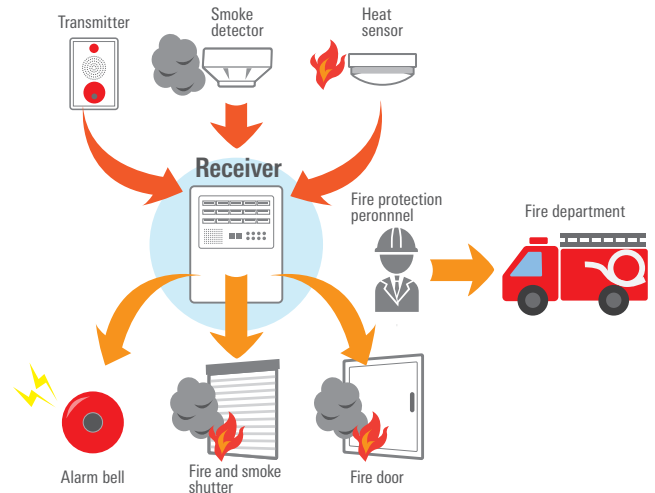 Transmitter
Smoke
detector
Heat
sensor
Receiver
Fire protection
peronnnel
Fire department
Alarm bell
Fire and smoke
shutter
Fire door